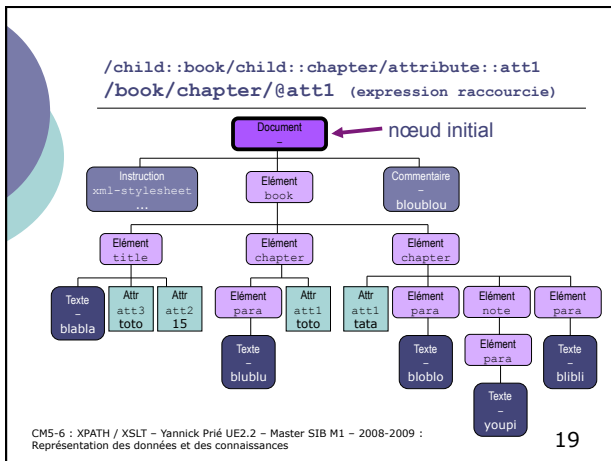 /child::book/child::chapter/attribute::att1
/book/chapter/@att1 (expression raccourcie)
Document
–
nœud initial
Instruction
xml-stylesheet
...
Elément
book
Commentaire
–
bloublou
Elément
title
Elément
chapter
Elément
chapter
Texte
–
blabla
Attr
att3
toto
Attr
att2
15
Elément
para
Attr
att1
toto
Attr
att1
tata
Elément
para
Elément
note
Elément
para
Texte
–
blublu
Texte
–
bloblo
Elément
para
Texte
–
blibli
Texte
–
youpi
CM5-6 : XPATH / XSLT – Yannick Prié UE2.2 – Master SIB M1 – 2008-2009 :
Représentation des données et des connaissances
19